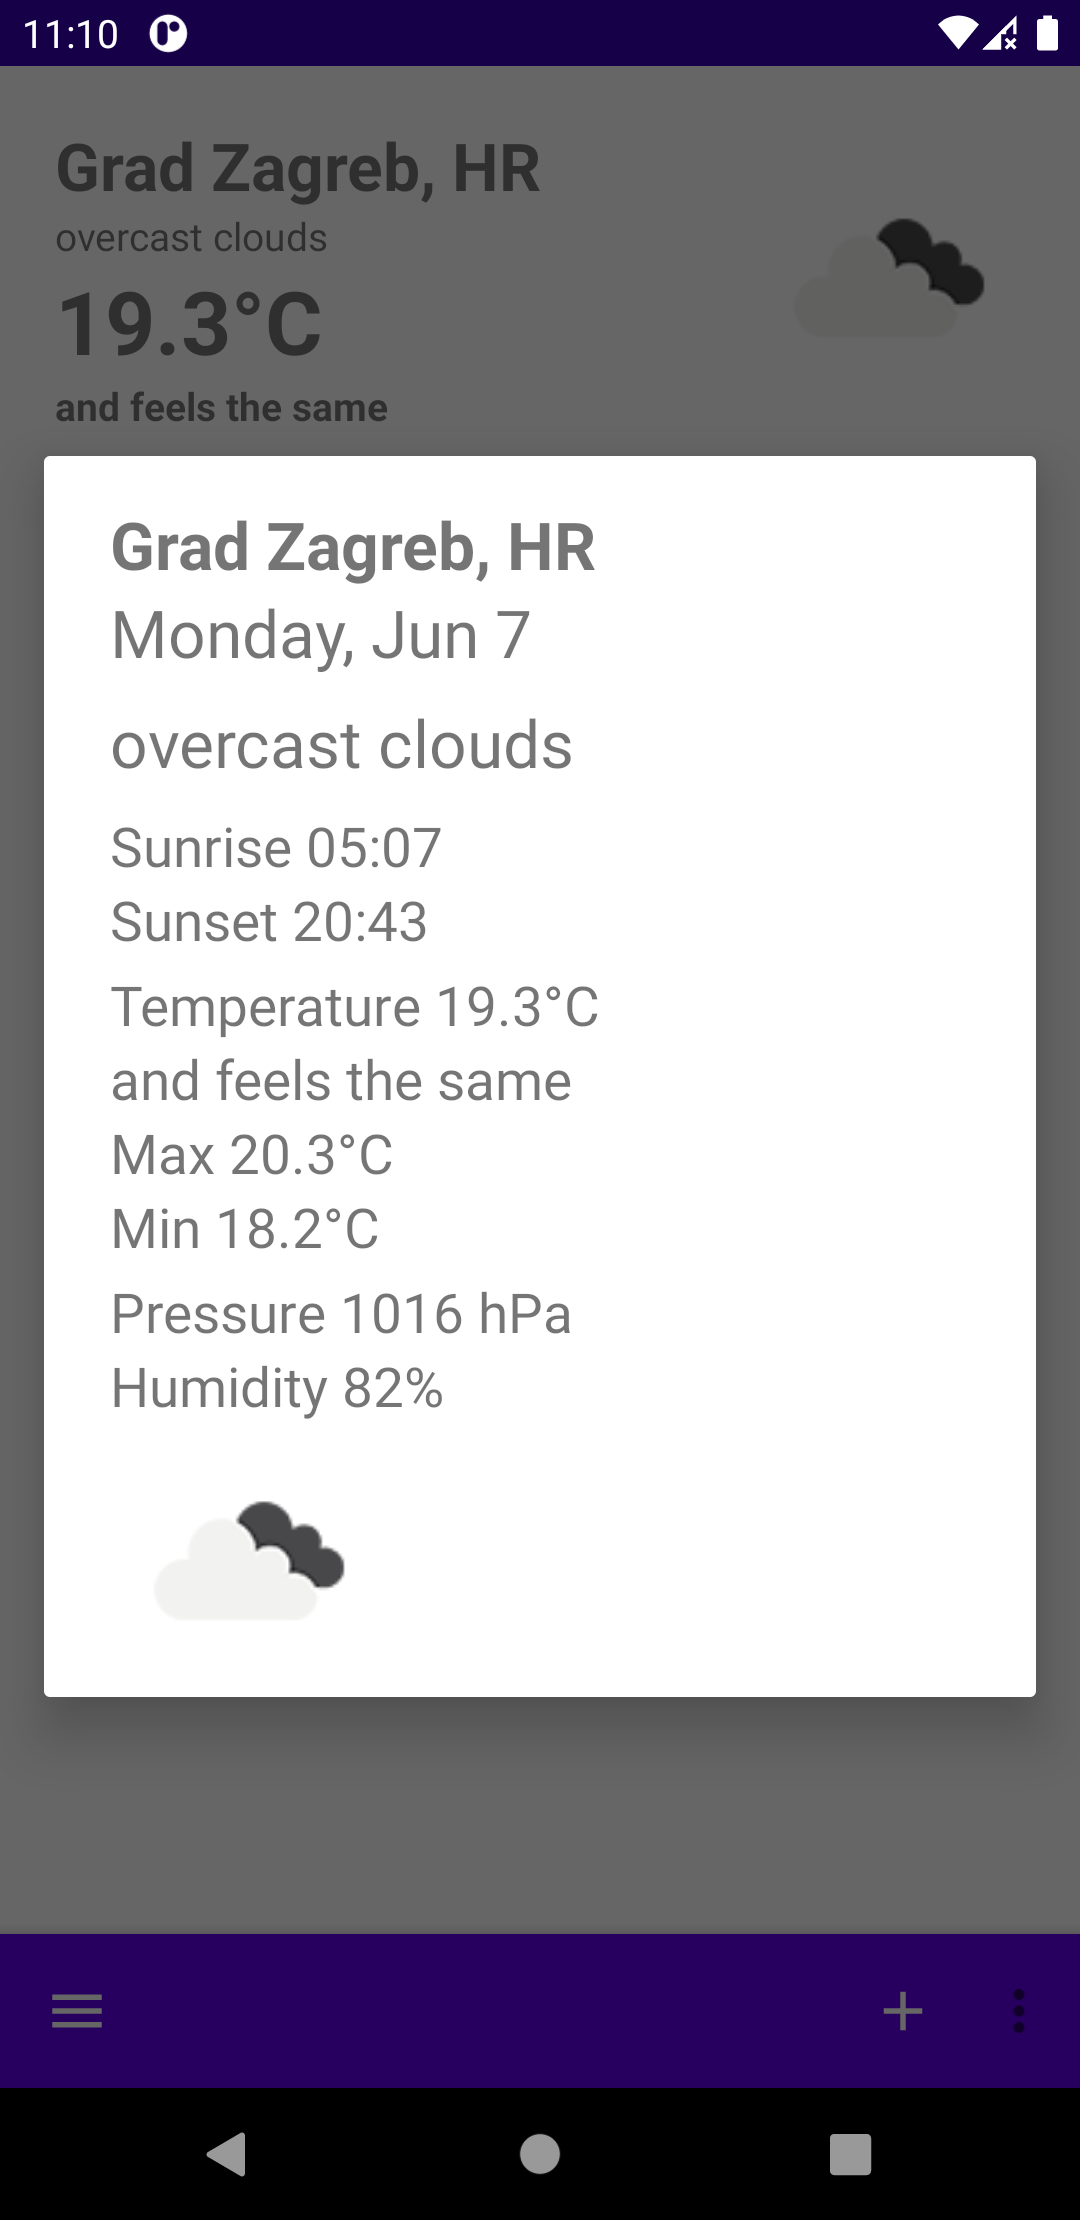 11:10
Grad Zagreb, HR
overcast clouds
19.3°C
and feels the same
Grad Zagreb, HR
Monday, Jun 7
overcast clouds
Sunrise 05:07
Sunset 20:43
Temperature 19.3°C
and feels the same
Max 20.3°C
Min 18.2°C
Pressure 1016 hPa
Humidity 82%